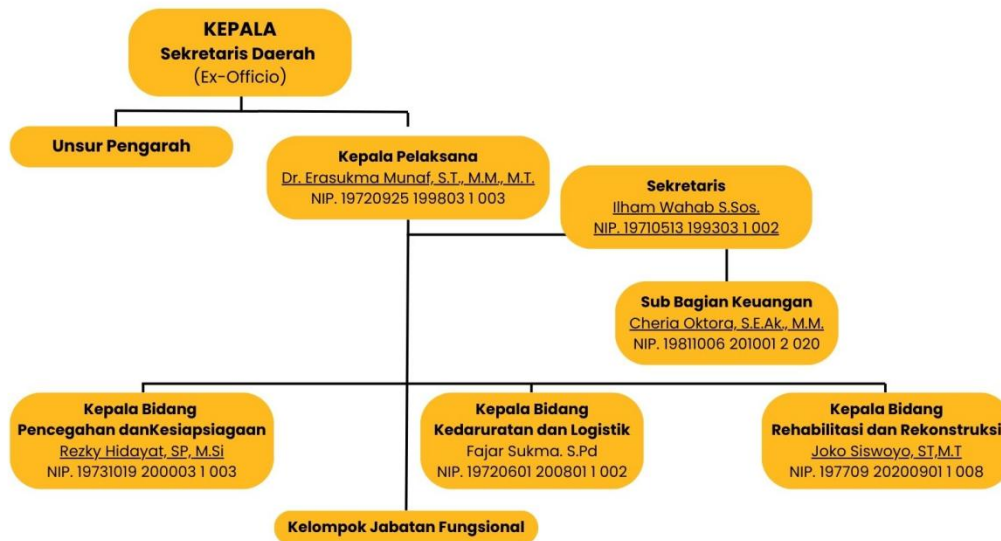 KEPALA
Sekretaris Daerah
(Ex-Officio)
Unsur Pengarah
Kepala Pelaksana
Dr. Erasukma Munaf, S.T., M.M., M.T.
NIP. 19720925 199803 1 003
Sekretaris
Ilham Wahab S.Sos.
NIP. 19710513 199303 1 002
Sub Bagian Keuangan
Cheria Oktora, S.E.Ak., M.M.
NIP. 19811006 201001 2 020
Kepala Bidang
Pencegahan danKesiapsiagaan
Rezky Hidayat, SP, M.Si
NIP. 19731019 200003 1 003
Kepala Bidang
Kedaruratan dan Logistik
Fajar Sukma. S.Pd
NIP. 19720601 200801 1 002
Kepala Bidang
Rehabilitasi dan Rekonstruksi
Joko Siswoyo, ST,M.T
NIP. 197709 20200901 1 008
Kelompok Jabatan Fungsional